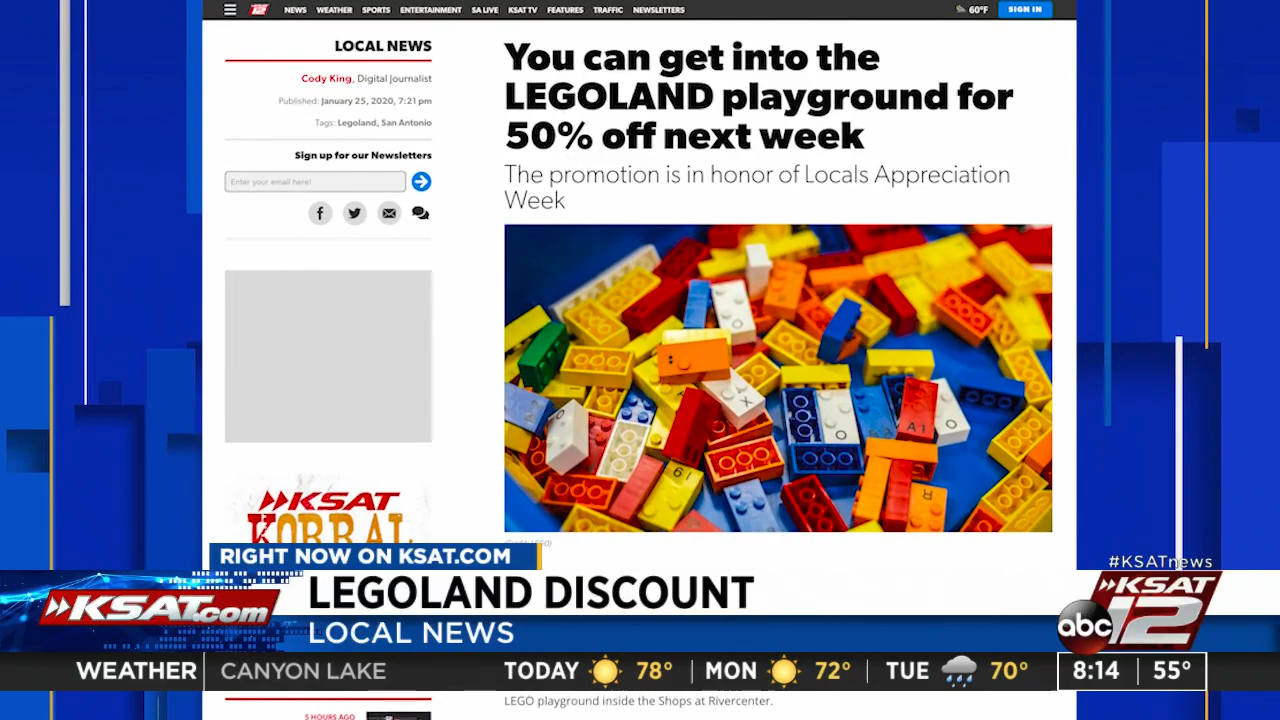 NEWS WEATHER SPORTS ENTERTAINMENT SA LIVE KSAT TV FEATURES TRAFFIC NEWSLETTERS
60°F
SIGN IN
LOCAL NEWS
Cody King, Digital Journalist
Published: January 25, 2020, 7:21 pm
Tags: Legoland, San Antonio
Sign up for our Newsletters
Enter your email here!
You can get into the
LEGOLAND playground for
50% off next week
The promotion is in honor of Locals Appreciation
Week
KSAT
KORRAL
RIGHT NOW ON KSAT.COM
#KSATnews
KSAT.com
LEGOLAND DISCOUNT
LOCAL NEWS
KSAT
abc 12
WEATHER CANYON LAKE TODAY 78° MON 72° TUE 70° 8:14 55°
LEGO playground inside the Shops at Rivercenter.
5 HOURS AGO